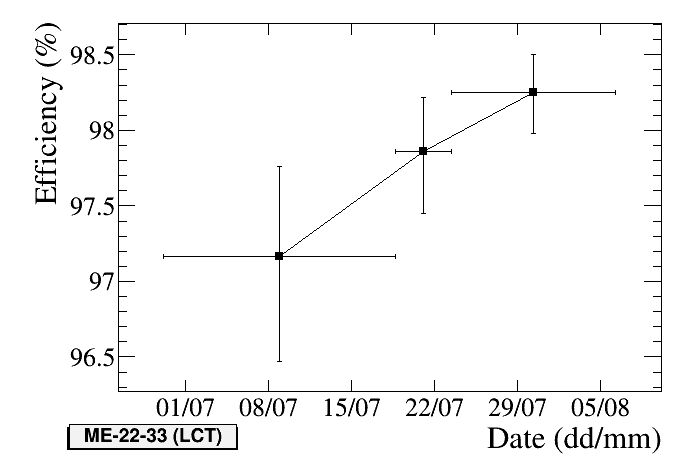 Efficiency (%)
98.5
98
97.5
97
96.5
01/07 08/07 15/07 22/07 29/07 05/08
ME-22-33 (LCT)
Date (dd/mm)